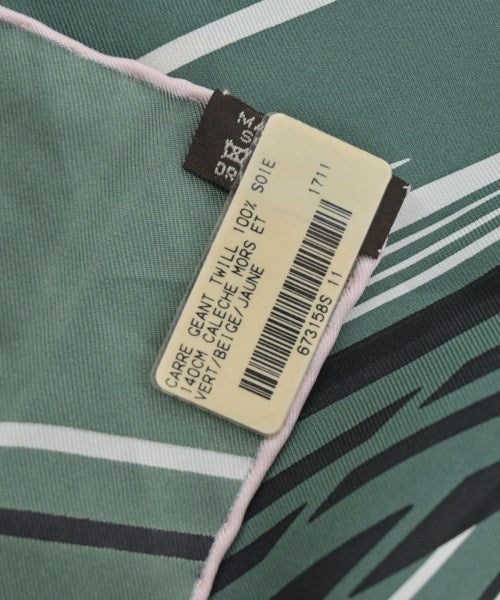 CARRE GEANT TWILL 100% SOIE
140CM CALECHE MORS ET
VERT/BEIGE/JAUNE
1711
673158S 11